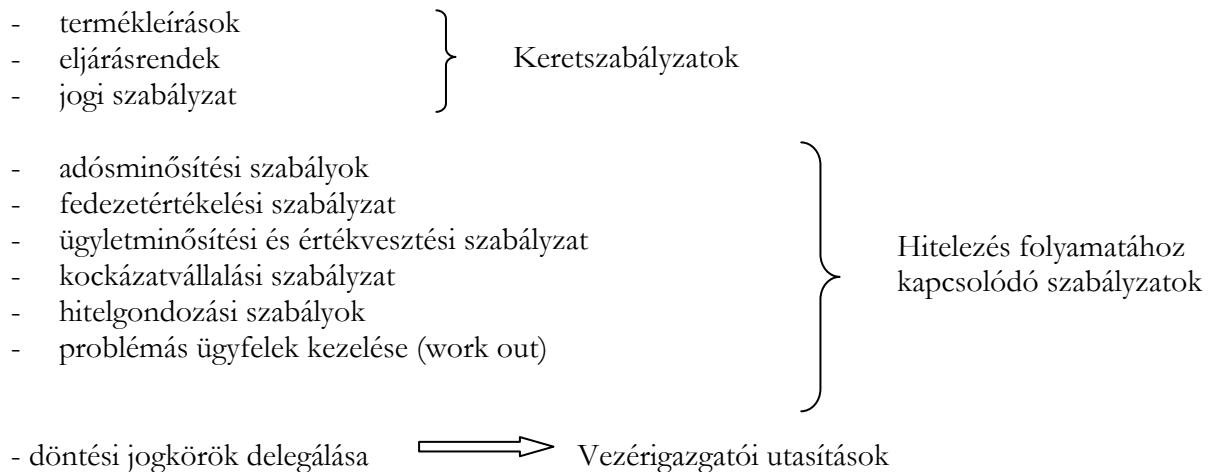 - termékleírások
- eljárásrendek
- jogi szabályzat
Keretszabályzatok
- adósminősítési szabályok
- fedezetértékelési szabályzat
- ügyletminősítési és értékvesztési szabályzat
- kockázatvállalási szabályzat
- hitelgondozási szabályok
- problémás ügyfelek kezelése (work out)
Hitelezés folyamatához
kapcsolódó szabályzatok
- döntési jogkörök delegálása Vezérigazgatói utasítások